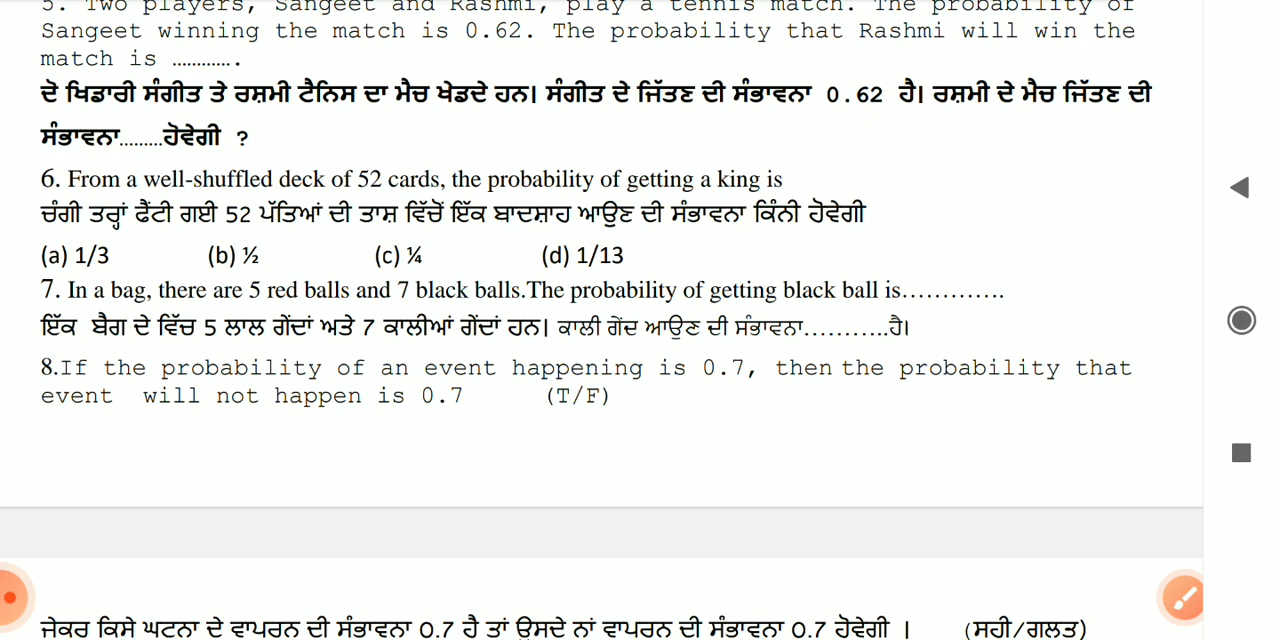 5. Two players, Sangeet and Rashmi, play a tennis match. The probability of
Sangeet winning the match is 0.62. The probability that Rashmi will win the
match is ............
ਦੋ ਖਿਡਾਰੀ ਸੰਗੀਤ ਤੇ ਰਸ਼ਮੀ ਟੈਨਿਸ ਦਾ ਮੈਚ ਖੇਡਦੇ ਹਨ। ਸੰਗੀਤ ਦੇ ਜਿੱਤਣ ਦੀ ਸੰਭਾਵਨਾ 0.62 ਹੈ। ਰਸ਼ਮੀ ਦੇ ਮੈਚ ਜਿੱਤਣ ਦੀ
ਸੰਭਾਵਨਾ.........ਹੋਵੇਗੀ ?
6. From a well-shuffled deck of 52 cards, the probability of getting a king is
ਚੰਗੀ ਤਰ੍ਹਾਂ ਫੈਂਟੀ ਗਈ 52 ਪੱਤਿਆਂ ਦੀ ਤਾਸ਼ ਵਿੱਚੋਂ ਇੱਕ ਬਾਦਸ਼ਾਹ ਆਉਣ ਦੀ ਸੰਭਾਵਨਾ ਕਿੰਨੀ ਹੋਵੇਗੀ
(a) 1/3 (b) ½ (c) ¼ (d) 1/13
7. In a bag, there are 5 red balls and 7 black balls.The probability of getting black ball is.............
ਇੱਕ ਬੈਗ ਦੇ ਵਿੱਚ 5 ਲਾਲ ਗੇਂਦਾਂ ਅਤੇ 7 ਕਾਲੀਆਂ ਗੇਂਦਾਂ ਹਨ। ਕਾਲੀ ਗੇਂਦ ਆਉਣ ਦੀ ਸੰਭਾਵਨਾ...........ਹੈ।
8.If the probability of an event happening is 0.7, then the probability that
event will not happen is 0.7 (T/F)
ਜੇਕਰ ਕਿਸੇ ਘਟਨਾ ਦੇ ਵਾਪਰਨ ਦੀ ਸੰਭਾਵਨਾ 0.7 ਹੈ ਤਾਂ ਉਸਦੇ ਨਾਂ ਵਾਪਰਨ ਦੀ ਸੰਭਾਵਨਾ 0.7 ਹੋਵੇਗੀ । (ਸਹੀ/ਗਲਤ)